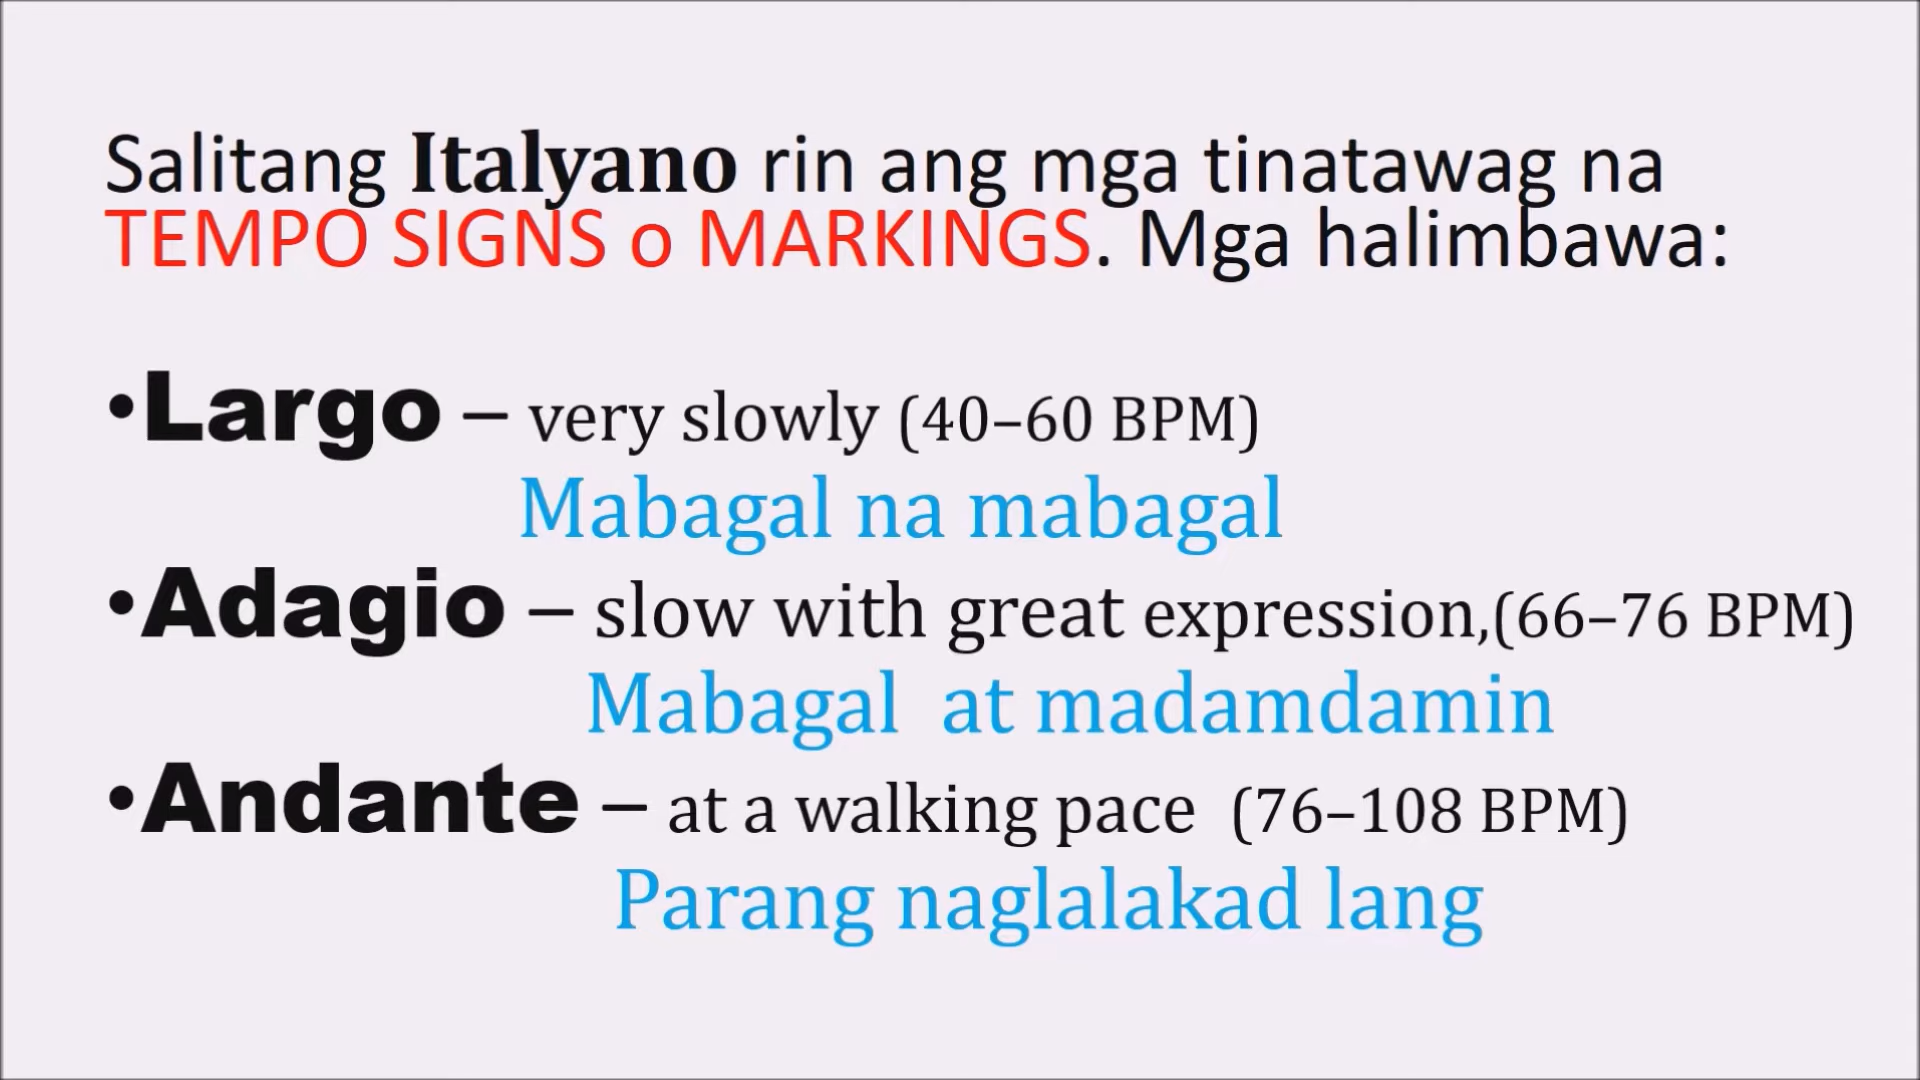 Salitang Italyano rin ang mga tinatawag na
TEMPO SIGNS o MARKINGS. Mga halimbawa:
•Largo – very slowly (40–60 BPM)
Mabagal na mabagal
•Adagio – slow with great expression,(66–76 BPM)
Mabagal at madamdamin
•Andante – at a walking pace (76–108 BPM)
Parang naglalakad lang